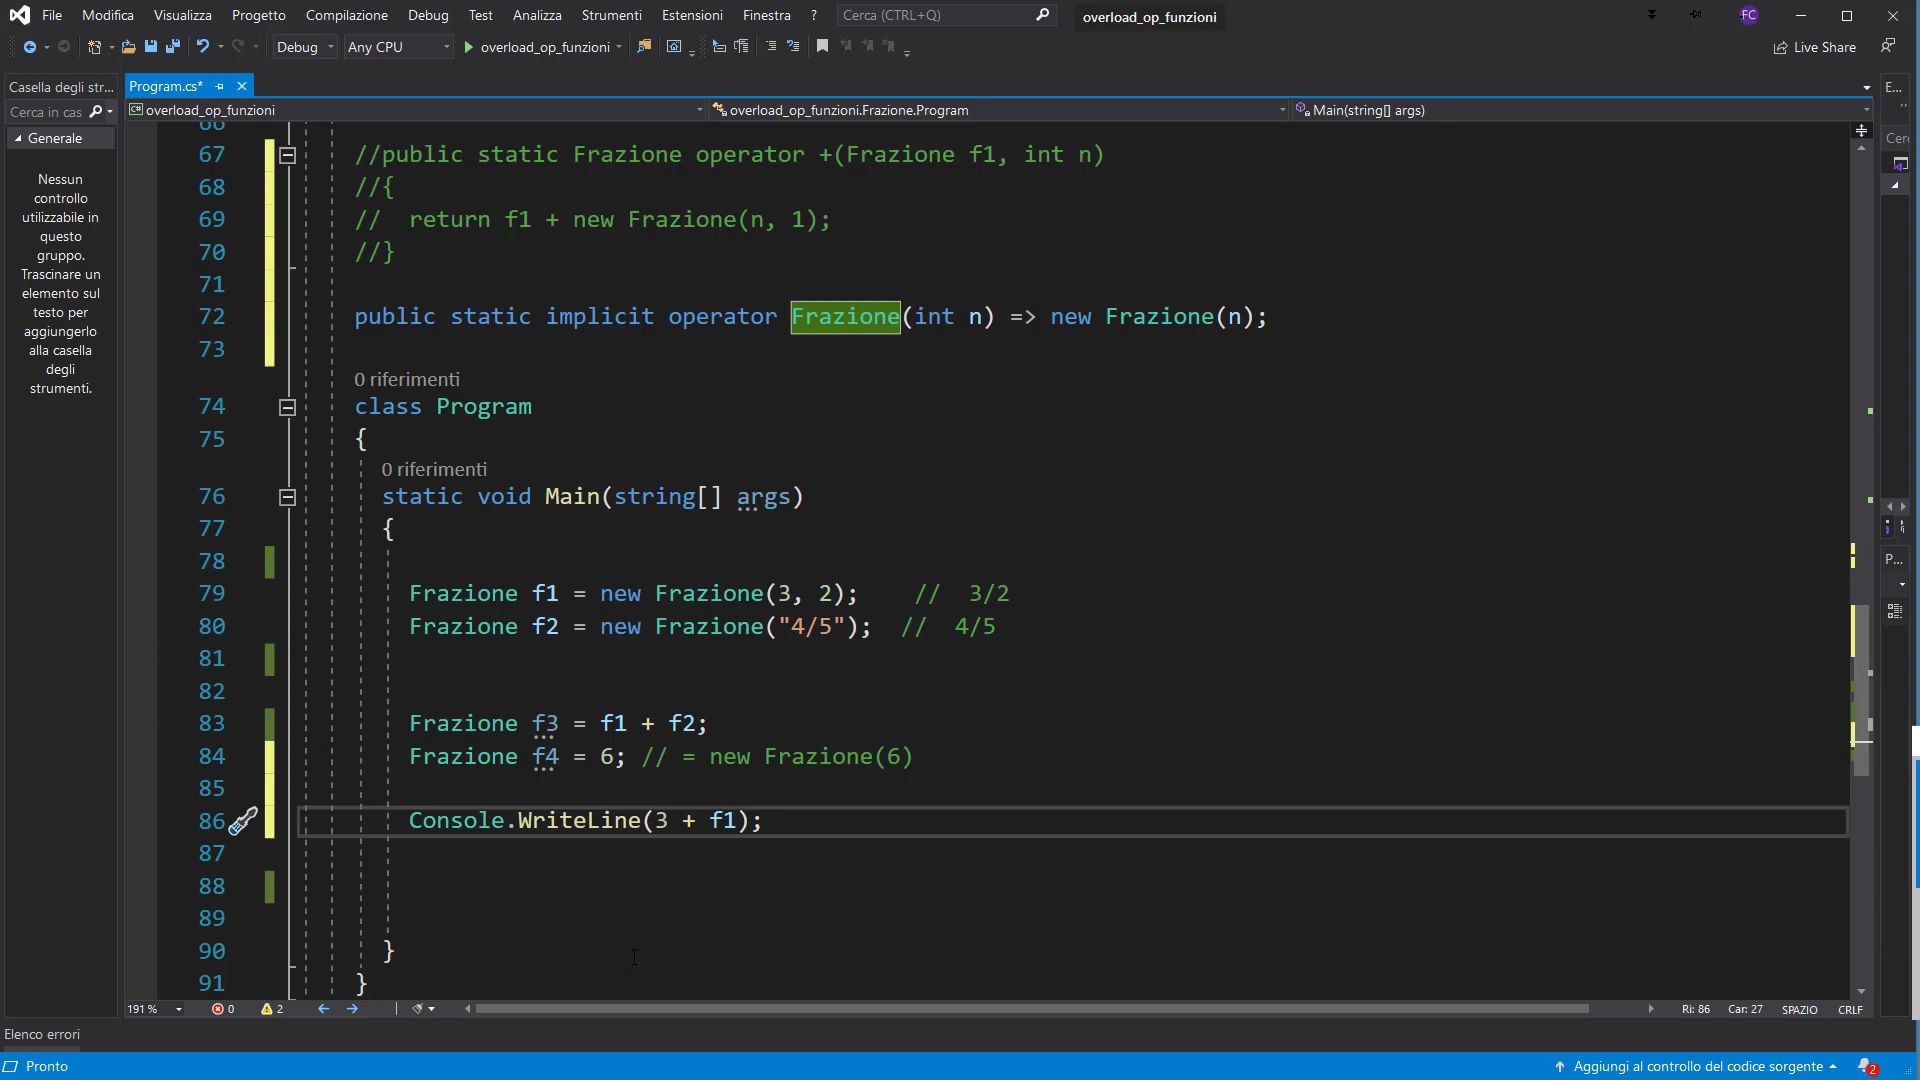 File Modifica Visualizza Progetto Compilazione Debug Test Analizza Strumenti Estensioni Finestra ? Cerca (CTRL+Q) overload_op_funzioni FC
Debug Any CPU overload_op_funzioni Live Share
Casella degli str... Program.cs* E...
Cerca in cas overload_op_funzioni overload_op_funzioni.Frazione.Program Main(string[] args)
Generale
Cer
Nessun
controllo
utilizzabile in
questo
gruppo.
Trascinare un
elemento sul
testo per
aggiungerlo
alla casella
degli
strumenti.
66
67 //public static Frazione operator +(Frazione f1, int n)
68 //{
69 //  return f1 + new Frazione(n, 1);
70 //}
71
72 public static implicit operator Frazione(int n) => new Frazione(n);
73
0 riferimenti
74 class Program
75 {
0 riferimenti
76 static void Main(string[] args)
77 {
78
79 Frazione f1 = new Frazione(3, 2);    //  3/2
80 Frazione f2 = new Frazione("4/5");  //  4/5
81
82
83 Frazione f3 = f1 + f2;
84 Frazione f4 = 6; // = new Frazione(6)
85
86 Console.WriteLine(3 + f1);
87
88
89
90 }
91 }
P...
191 % 0 2 Ri: 86 Car: 27 SPAZIO CRLF
Elenco errori
Pronto Aggiungi al controllo del codice sorgente 2